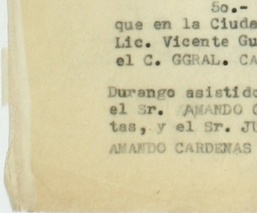 So.-
que en la Ciuda
Lic. Vicente Gu
el C. GGRAL. CA
Durango asistido
el Sr. AMANDO C
tas, y el Sr. JU
AMANDO CARDENAS